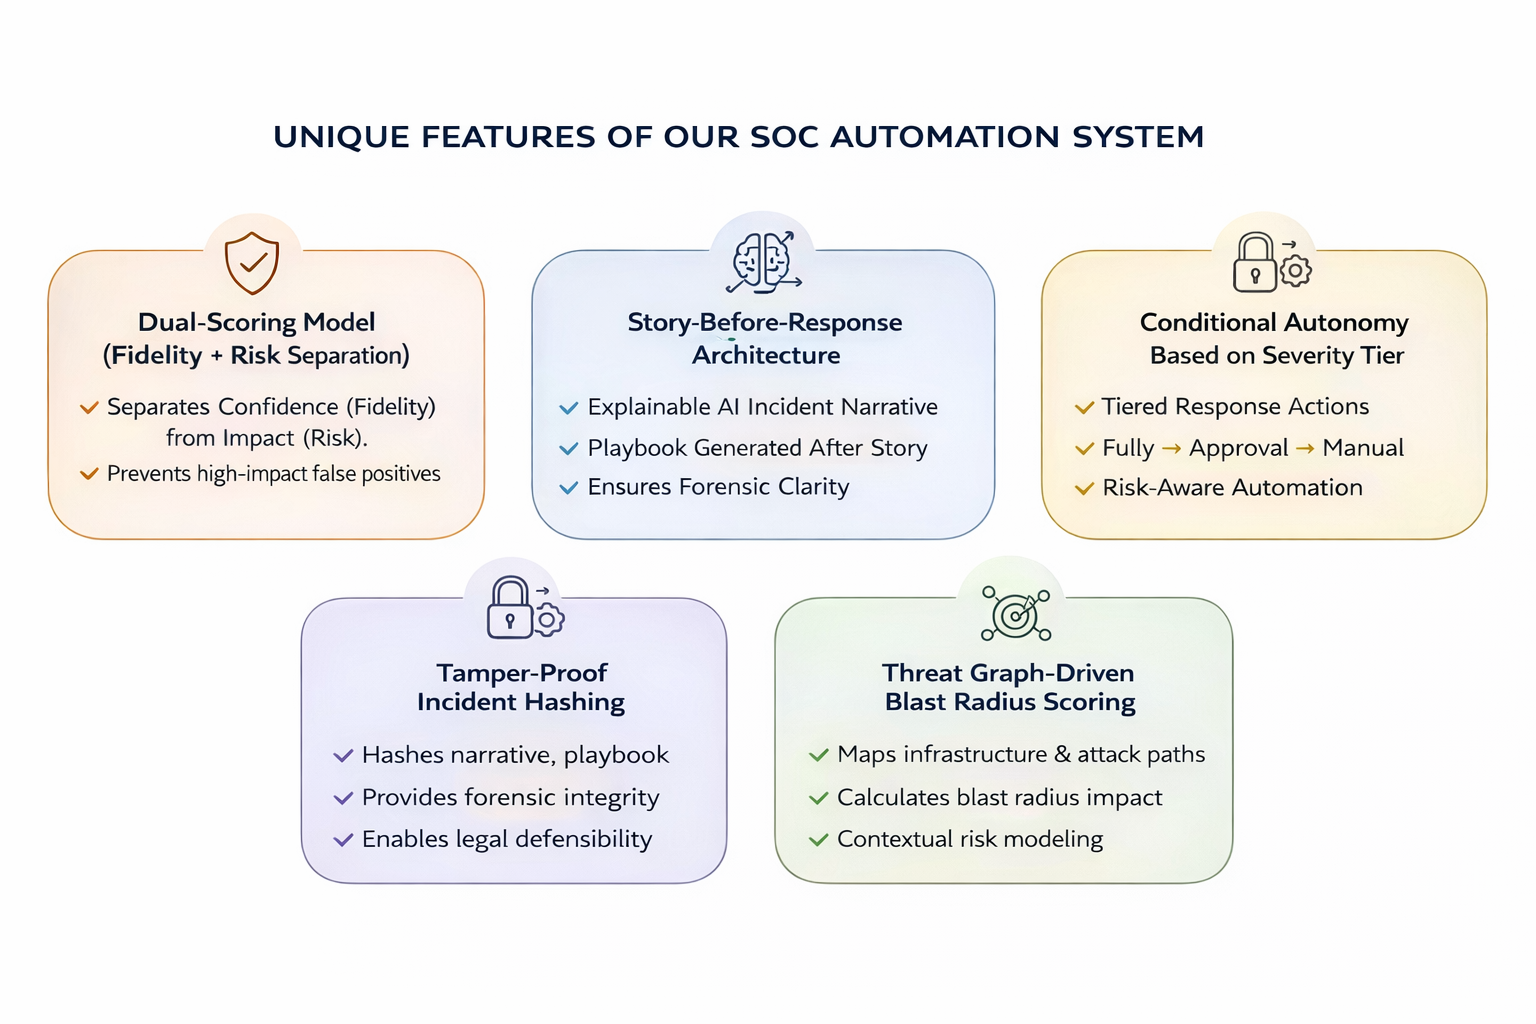 UNIQUE FEATURES OF OUR SOC AUTOMATION SYSTEM
Dual-Scoring Model
(Fidelity + Risk Separation)
Separates Confidence (Fidelity)
from Impact (Risk).
Prevents high-impact false positives
Story-Before-Response
Architecture
Explainable AI Incident Narrative
Playbook Generated After Story
Ensures Forensic Clarity
Conditional Autonomy
Based on Severity Tier
Tiered Response Actions
Fully → Approval → Manual
Risk-Aware Automation
Tamper-Proof
Incident Hashing
Hashes narrative, playbook
Provides forensic integrity
Enables legal defensibility
Threat Graph-Driven
Blast Radius Scoring
Maps infrastructure & attack paths
Calculates blast radius impact
Contextual risk modeling